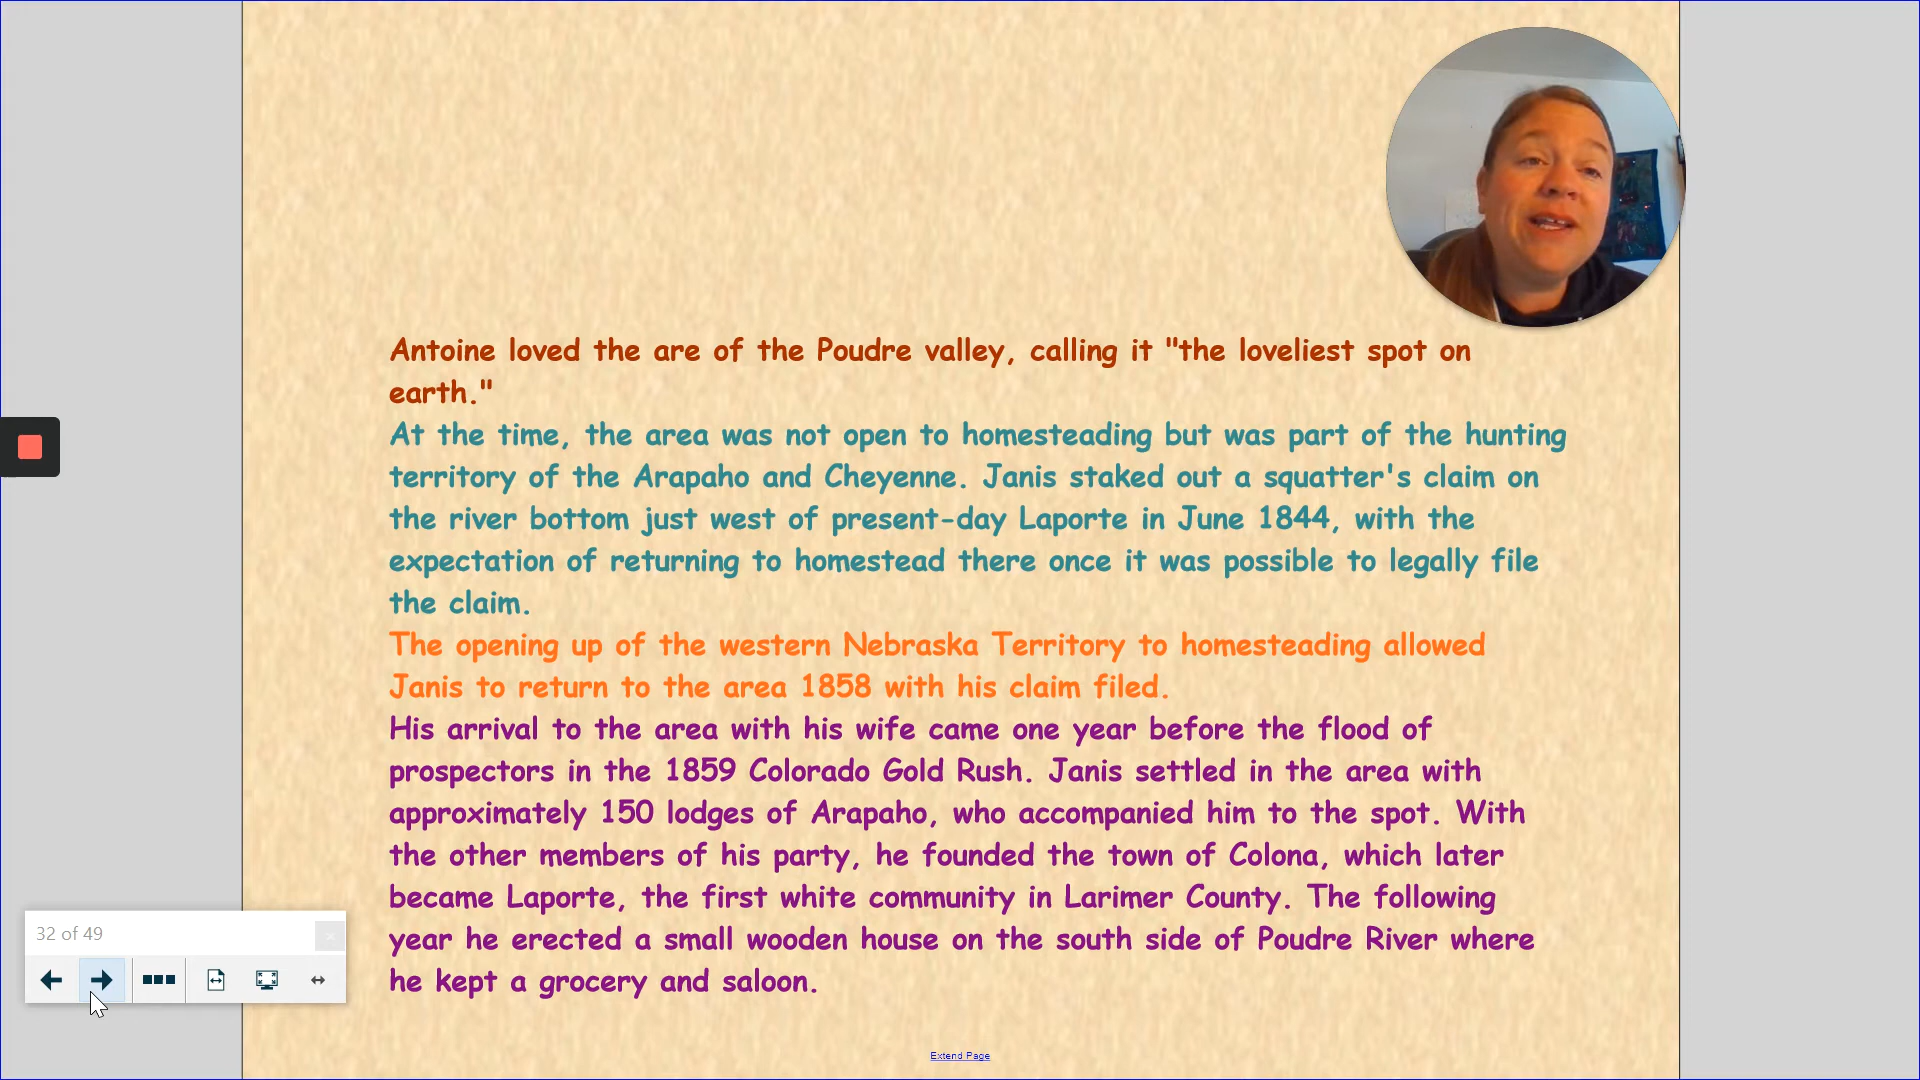 Antoine loved the are of the Poudre valley, calling it "the loveliest spot on
earth."
At the time, the area was not open to homesteading but was part of the hunting
territory of the Arapaho and Cheyenne. Janis staked out a squatter's claim on
the river bottom just west of present-day Laporte in June 1844, with the
expectation of returning to homestead there once it was possible to legally file
the claim.
The opening up of the western Nebraska Territory to homesteading allowed
Janis to return to the area 1858 with his claim filed.
His arrival to the area with his wife came one year before the flood of
prospectors in the 1859 Colorado Gold Rush. Janis settled in the area with
approximately 150 lodges of Arapaho, who accompanied him to the spot. With
the other members of his party, he founded the town of Colona, which later
became Laporte, the first white community in Larimer County. The following
year he erected a small wooden house on the south side of Poudre River where
he kept a grocery and saloon.
32 of 49
Extend Page